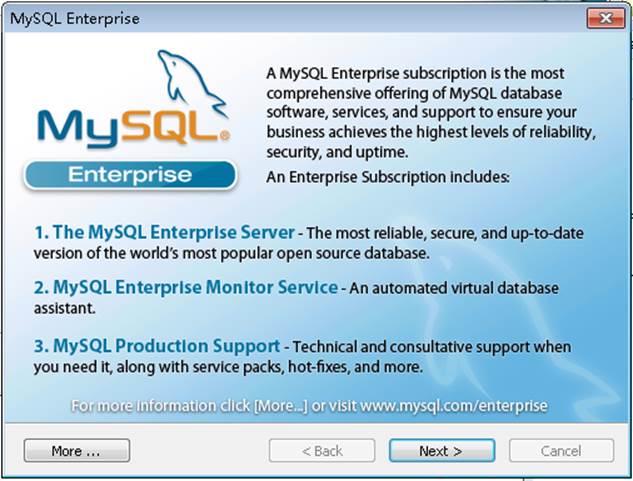 MySQL Enterprise
MySQL®
Enterprise
A MySQL Enterprise subscription is the most
comprehensive offering of MySQL database
software, services, and support to ensure your
business achieves the highest levels of reliability,
security, and uptime.
An Enterprise Subscription includes:
1. The MySQL Enterprise Server - The most reliable, secure, and up-to-date
version of the world's most popular open source database.
2. MySQL Enterprise Monitor Service - An automated virtual database
assistant.
3. MySQL Production Support - Technical and consultative support when
you need it, along with service packs, hot-fixes, and more.
For more information click [More...] or visit www.mysql.com/enterprise
More ...
< Back
Next >
Cancel